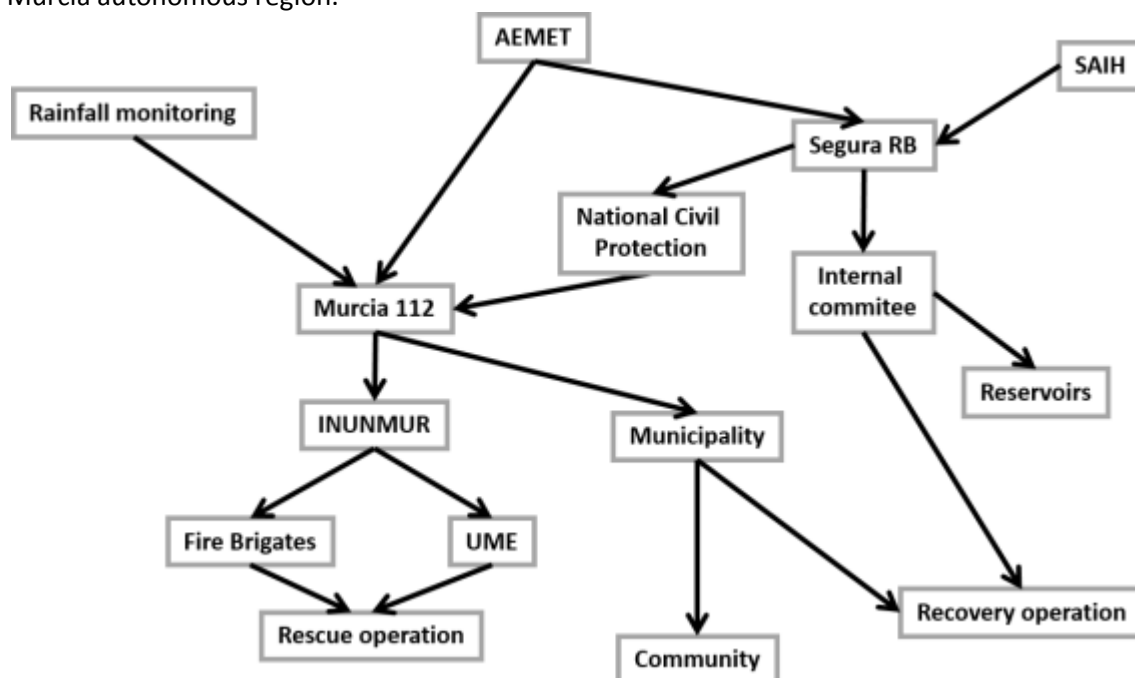 Murcia autonomous region.
AEMET
SAIH
Rainfall monitoring
Segura RB
National Civil
Protection
Internal
commitee
Murcia 112
Reservoirs
INUNMUR
Municipality
Fire Brigates
UME
Recovery operation
Rescue operation
Community